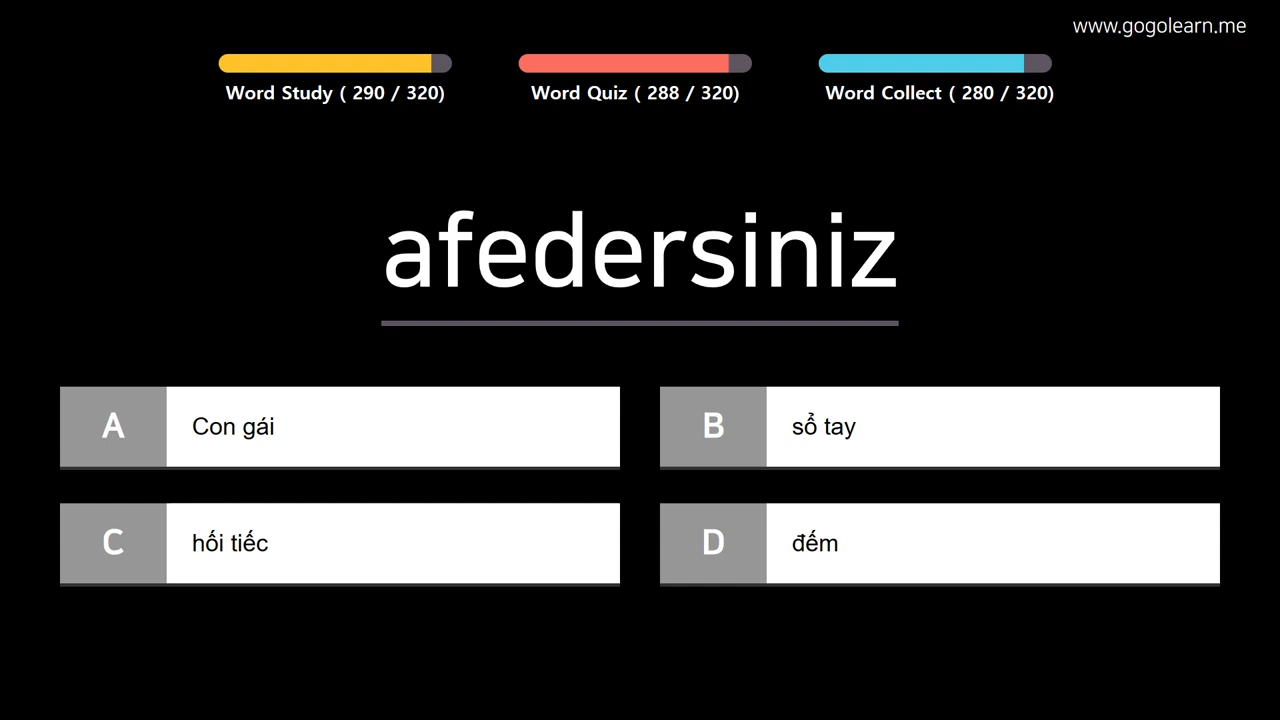 www.gogolearn.me
Word Study ( 290 / 320)
Word Quiz ( 288 / 320)
Word Collect ( 280 / 320)
afedersiniz
A Con gái
B sổ tay
C hối tiếc
D đếm